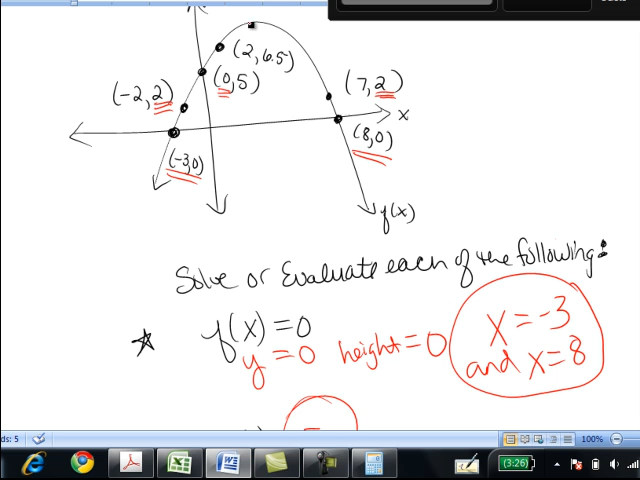 (2, 6.5)
(0,5)
(-2, 2)
(7, 2)
x
(8,0)
(-3,0)
f(x)
Solve or Evaluate each of the following:
f(x) = 0
y = 0 height = 0
x = -3
and x = 8
ds: 5
100%
(3:26)